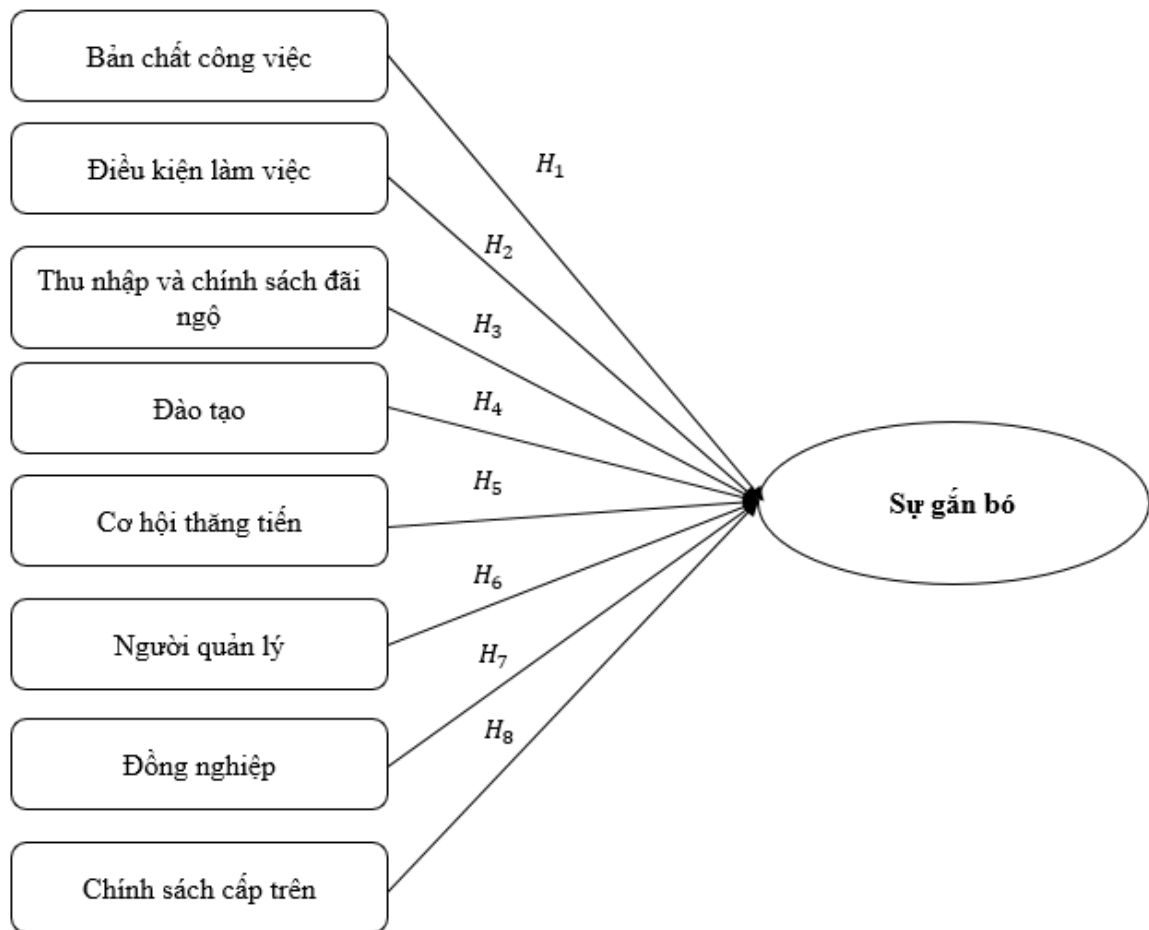 Bản chất công việc
H₁
Điều kiện làm việc
H₂
Thu nhập và chính sách đãi
ngộ
H₃
Đào tạo
H₄
Cơ hội thăng tiến
H₅
Sự gắn bó
Người quản lý
H₆
Đồng nghiệp
H₇
Chính sách cấp trên
H₈